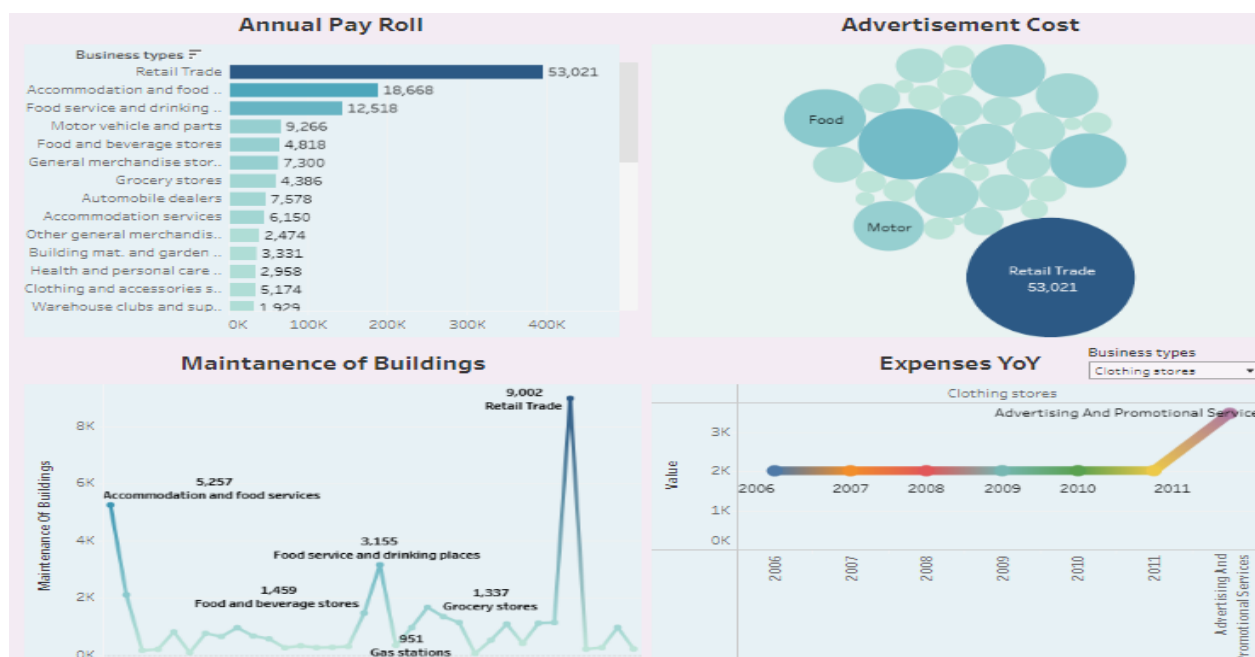 Annual Pay Roll
Business types
Retail Trade 53,021
Accommodation and food .. 18,668
Food service and drinking .. 12,518
Motor vehicle and parts 9,266
Food and beverage stores 4,818
General merchandise stor.. 7,300
Grocery stores 4,386
Automobile dealers 7,578
Accommodation services 6,150
Other general merchandis.. 2,474
Building mat. and garden .. 3,331
Health and personal care .. 2,958
Clothing and accessories s.. 5,174
Warehouse clubs and sup.. 1,929
0K 100K 200K 300K 400K
Advertisement Cost
Food
Motor
Retail Trade
53,021
Maintanence of Buildings
Maintenance Of Buildings
8K
6K
4K
2K
0K
9,002
Retail Trade
5,257
Accommodation and food services
3,155
Food service and drinking places
1,459
Food and beverage stores
1,337
Grocery stores
951
Gas stations
Expenses YoY
Business types
Clothing stores
Clothing stores
Advertising And Promotional Service
Value
3K
2K
1K
0K
2006 2007 2008 2009 2010 2011
2006 2007 2008 2009 2010 2011
Advertising And
Promotional Services